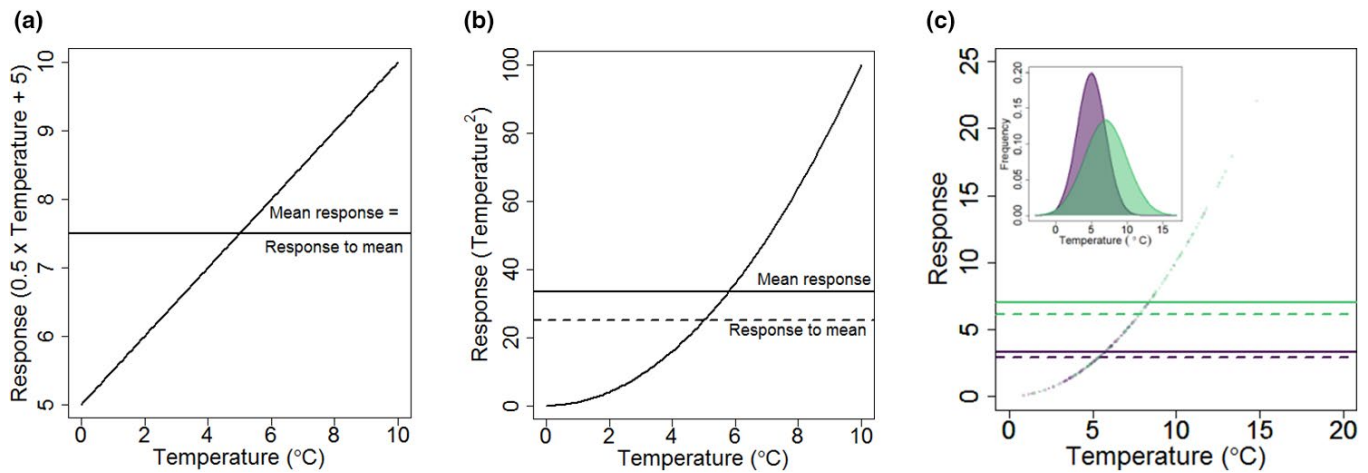 (a)
Response (0.5 x Temperature + 5)
10
9
8
7
6
5
Mean response =
Response to mean
0 2 4 6 8 10
Temperature (°C)
(b)
Response (Temperature²)
100
80
60
40
20
0
Mean response
Response to mean
0 2 4 6 8 10
Temperature (°C)
(c)
Response
25
20
15
10
5
0
Frequency
0.20
0.15
0.10
0.05
0.00
0 5 10 15
Temperature (°C)
0 5 10 15 20
Temperature (°C)